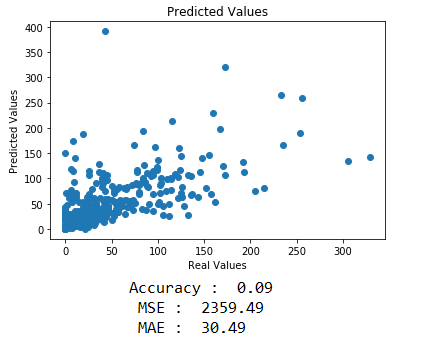 Predicted Values
400
350
300
250
200
150
100
50
0
Predicted Values
0 50 100 150 200 250 300
Real Values
Accuracy : 0.09
MSE : 2359.49
MAE : 30.49